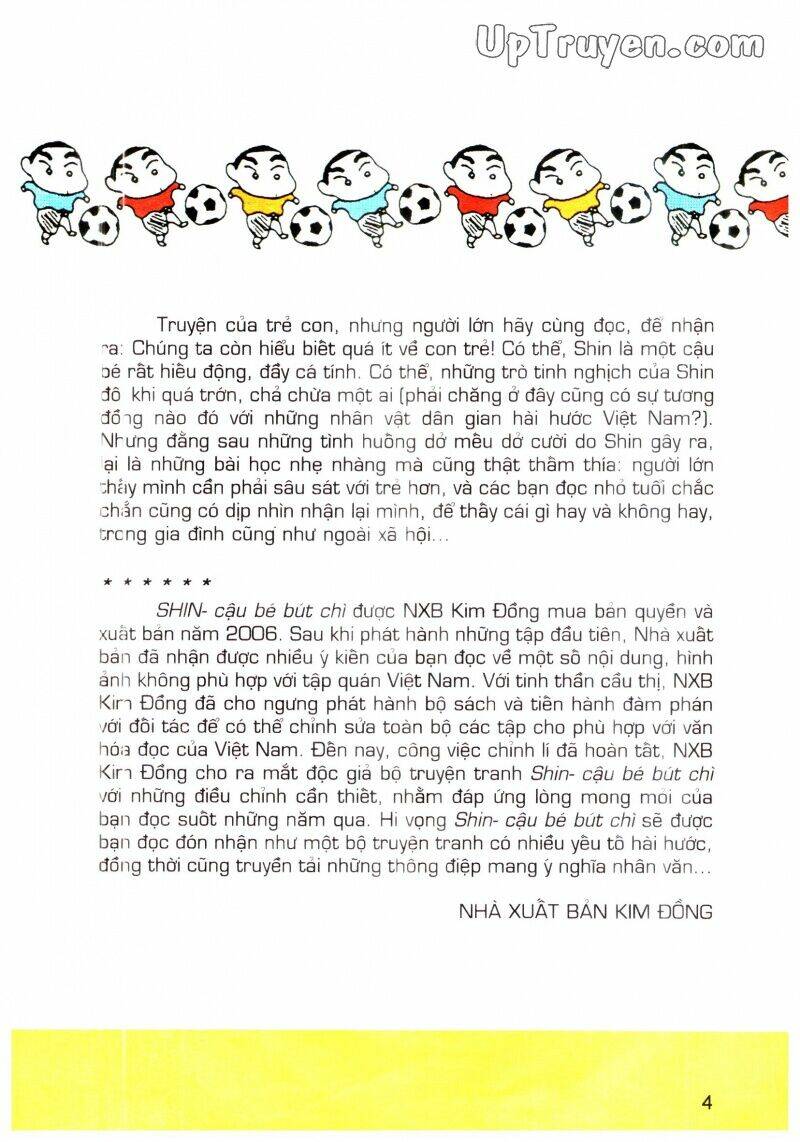 UpTruyen.com
Truyện của trẻ con, nhưng người lớn hãy cùng đọc, để nhận
ra: Chúng ta còn hiểu biết quá ít về con trẻ! Có thể, Shin là một cậu
bé rất hiếu động, đầy cá tính. Có thể, những trò tinh nghịch của Shin
đôi khi quá trớn, chả chừa một ai (phải chăng ở đây cũng có sự tương
đồng nào đó với những nhân vật dân gian hài hước Việt Nam?).
Nhưng đằng sau những tình huống dở mếu dở cười do Shin gây ra,
lại là những bài học nhẹ nhàng mà cũng thật thấm thía: người lớn
thấy mình cần phải sâu sát với trẻ hơn, và các bạn đọc nhỏ tuổi chắc
chắn cũng có dịp nhìn nhận lại mình, để thấy cái gì hay và không hay,
trong gia đình cũng như ngoài xã hội...
* * * * * *
SHIN- cậu bé bút chì được NXB Kim Đồng mua bản quyền và
xuất bản năm 2006. Sau khi phát hành những tập đầu tiên, Nhà xuất
bản đã nhận được nhiều ý kiến của bạn đọc về một số nội dung, hình
ảnh không phù hợp với tập quán Việt Nam. Với tinh thần cầu thị, NXB
Kim Đồng đã cho ngưng phát hành bộ sách và tiến hành đàm phán
với đối tác để có thể chỉnh sửa toàn bộ các tập cho phù hợp với văn
hóa đọc của Việt Nam. Đến nay, công việc chỉnh lí đã hoàn tất, NXB
Kim Đồng cho ra mắt độc giả bộ truyện tranh Shin- cậu bé bút chì
với những điều chỉnh cần thiết, nhằm đáp ứng lòng mong mỏi của
bạn đọc suốt những năm qua. Hi vọng Shin- cậu bé bút chì sẽ được
bạn đọc đón nhận như một bộ truyện tranh có nhiều yếu tố hài hước,
đồng thời cũng truyền tải những thông điệp mang ý nghĩa nhân văn...
NHÀ XUẤT BẢN KIM ĐỒNG
4